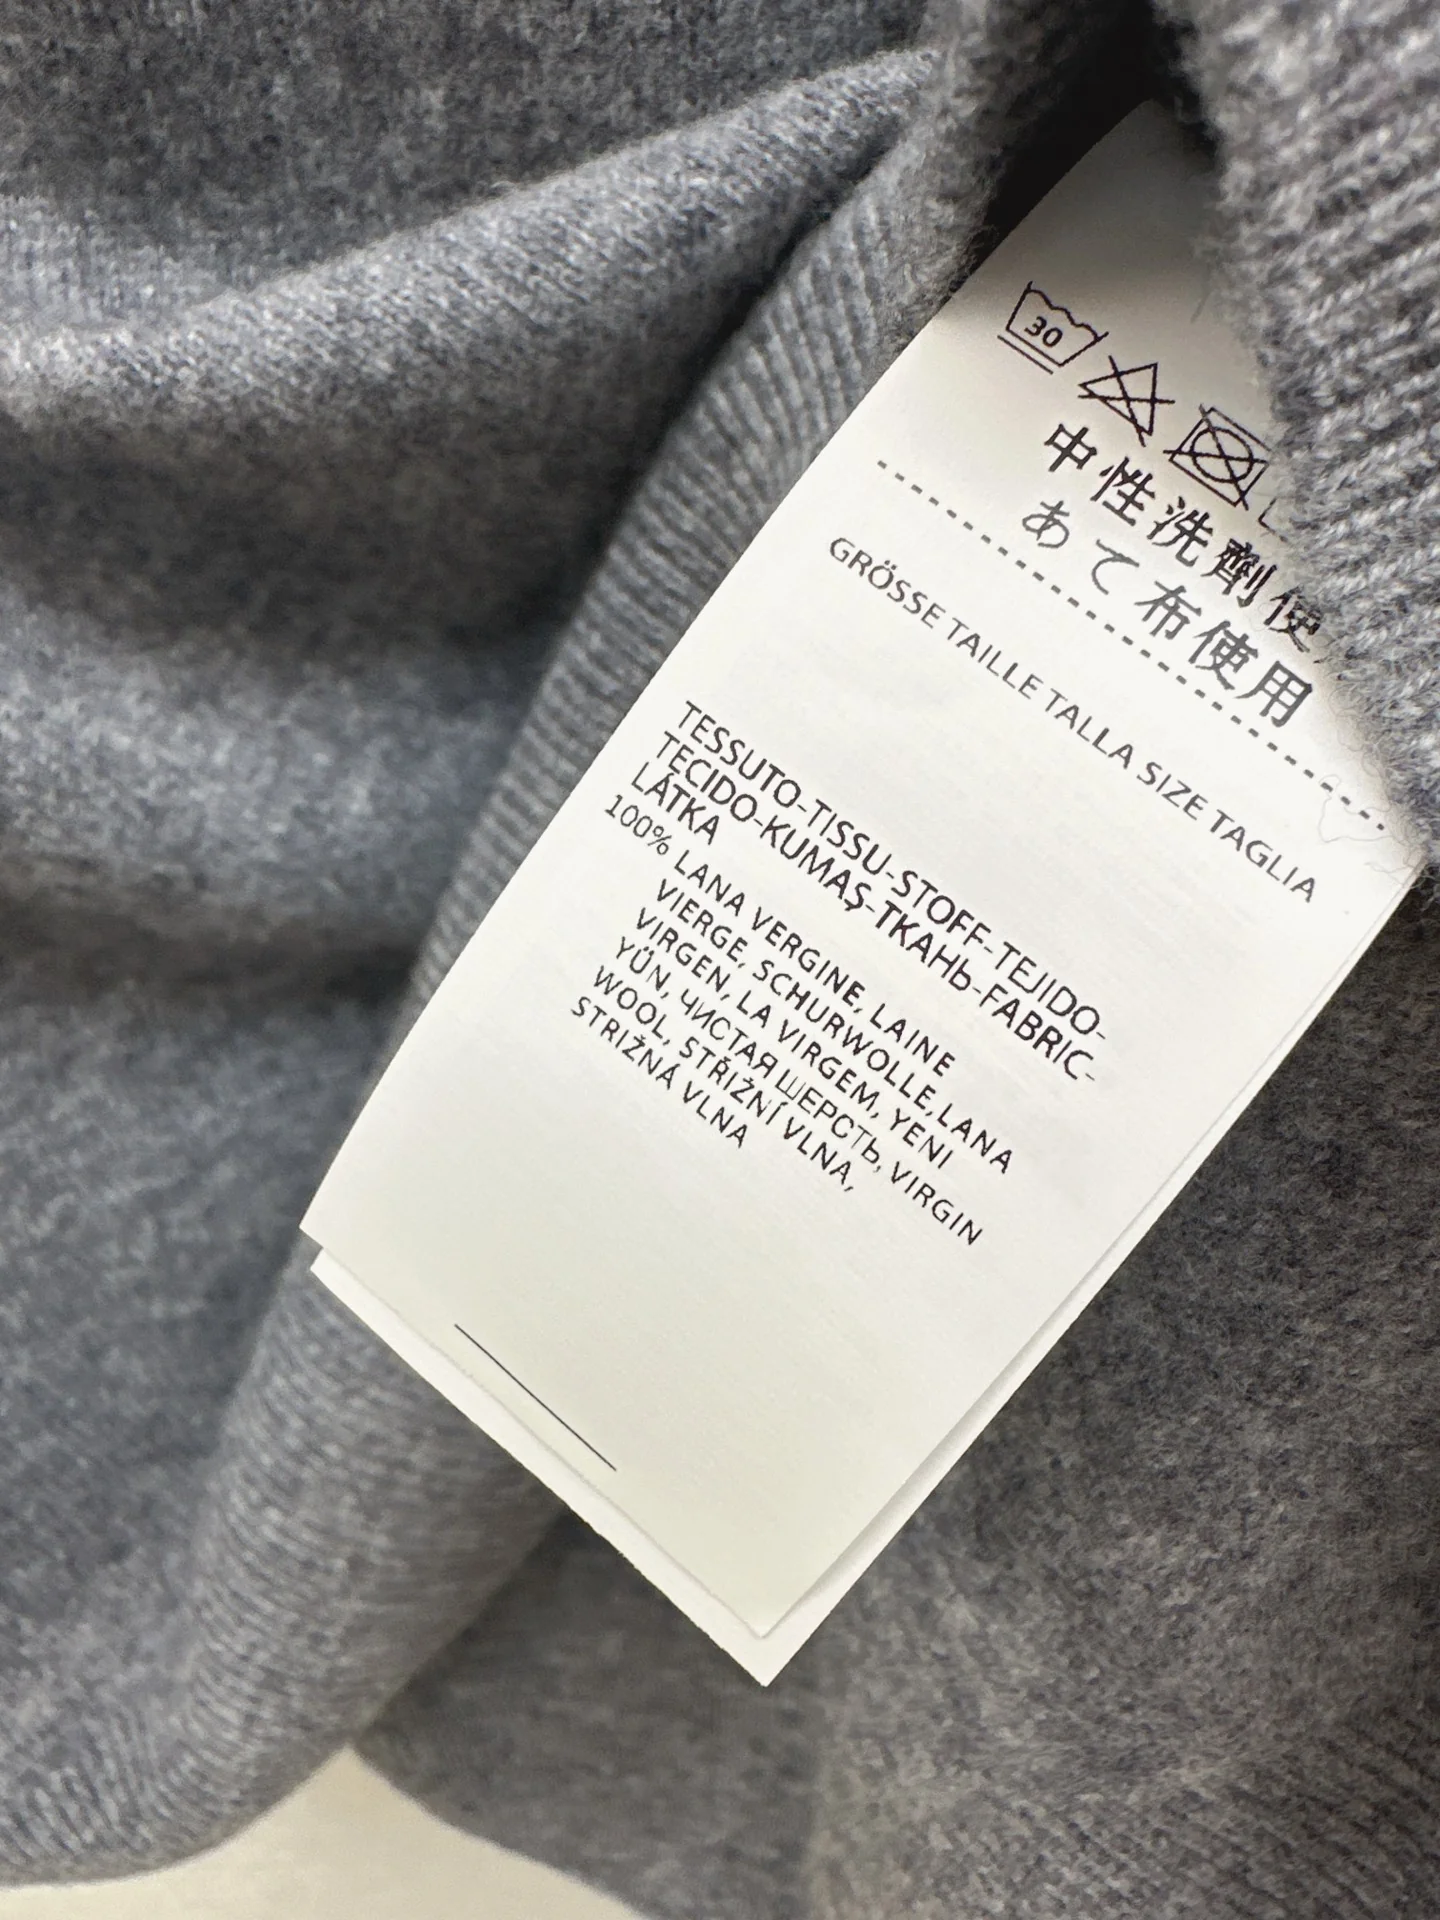 30
中性洗剤使
あて布使用
GRÖSSE TAILLE TALLA SIZE TAGLIA
TESSUTO-TISSU-STOFF-TEJIDO-
TECIDO-KUMAŞ-TKAHЬ-FABRIC-
LÁTKA
100% LANA VERGINE, LAINE
VIERGE, SCHURWOLLE, LANA
VIRGEN, LA VIRGEM, YENI
YÜN, ЧИСТАЯ ШЕРСТЬ, VIRGIN
WOOL, STŘIŽNÍ VLNA,
STRIŽNÁ VLNA